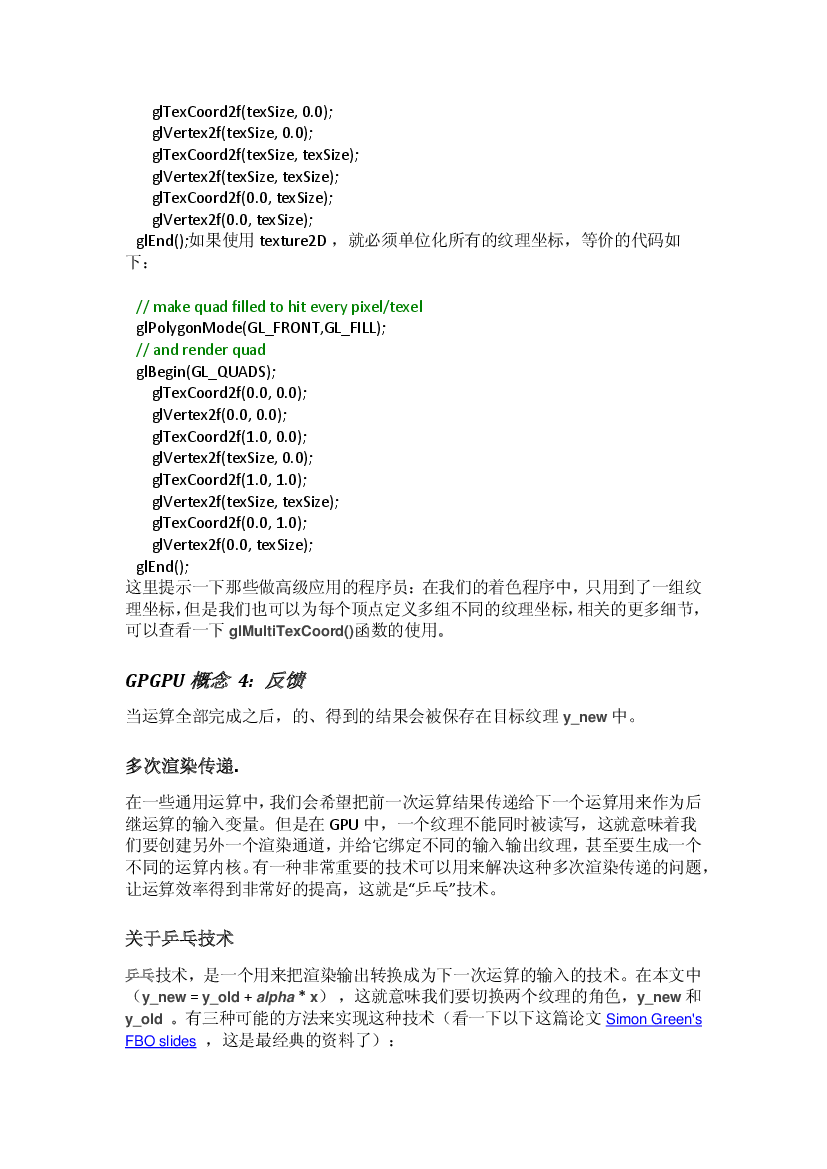 glTexCoord2f(texSize, 0.0);
glVertex2f(texSize, 0.0);
glTexCoord2f(texSize, texSize);
glVertex2f(texSize, texSize);
glTexCoord2f(0.0, texSize);
glVertex2f(0.0, texSize);
glEnd();如果使用 texture2D ，就必须单位化所有的纹理坐标，等价的代码如
下：
// make quad filled to hit every pixel/texel
glPolygonMode(GL_FRONT,GL_FILL);
// and render quad
glBegin(GL_QUADS);
glTexCoord2f(0.0, 0.0);
glVertex2f(0.0, 0.0);
glTexCoord2f(1.0, 0.0);
glVertex2f(texSize, 0.0);
glTexCoord2f(1.0, 1.0);
glVertex2f(texSize, texSize);
glTexCoord2f(0.0, 1.0);
glVertex2f(0.0, texSize);
glEnd();
这里提示一下那些做高级应用的程序员：在我们的着色程序中，只用到了一组纹
理坐标，但是我们也可以为每个顶点定义多组不同的纹理坐标，相关的更多细节，
可以查看一下 glMultiTexCoord()函数的使用。
GPGPU 概念 4: 反馈
当运算全部完成之后，的、得到的结果会被保存在目标纹理 y_new 中。
多次渲染传递.
在一些通用运算中，我们会希望把前一次运算结果传递给下一个运算用来作为后
继运算的输入变量。但是在 GPU 中，一个纹理不能同时被读写，这就意味着我
们要创建另外一个渲染通道，并给它绑定不同的输入输出纹理，甚至要生成一个
不同的运算内核。有一种非常重要的技术可以用来解决这种多次渲染传递的问题，
让运算效率得到非常好的提高，这就是“乒乓”技术。
关于乒乓技术
乒乓技术，是一个用来把渲染输出转换成为下一次运算的输入的技术。在本文中
（y_new = y_old + alpha * x） ，这就意味我们要切换两个纹理的角色，y_new 和
y_old 。有三种可能的方法来实现这种技术（看一下以下这篇论文 Simon Green's
FBO slides ，这是最经典的资料了）：